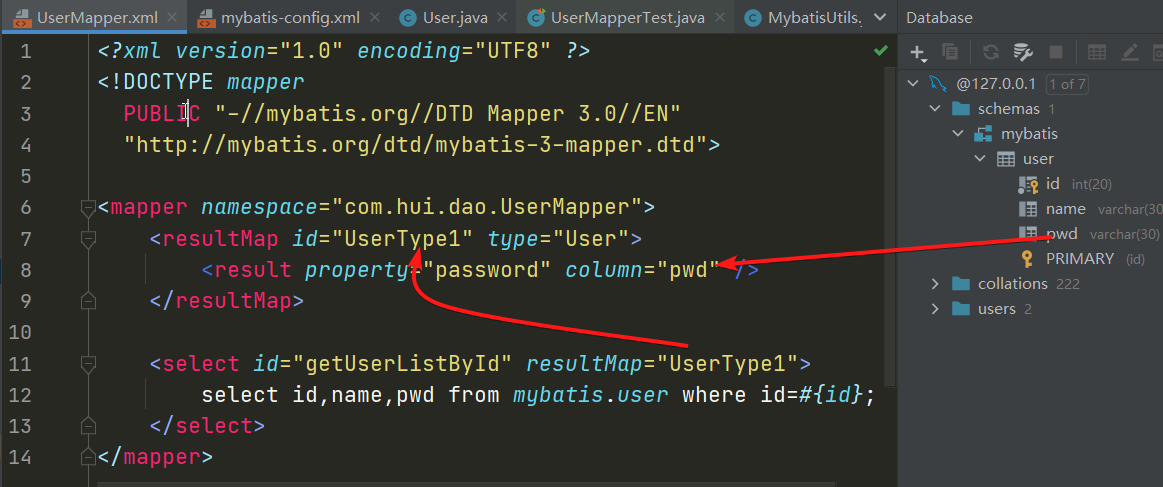 UserMapper.xml mybatis-config.xml User.java UserMapperTest.java MybatisUtils.
1 <?xml version="1.0" encoding="UTF8" ?>
2 <!DOCTYPE mapper
3 PUBLIC "-//mybatis.org//DTD Mapper 3.0//EN"
4 "http://mybatis.org/dtd/mybatis-3-mapper.dtd">
5
6 <mapper namespace="com.hui.dao.UserMapper">
7 <resultMap id="UserType1" type="User">
8 <result property="password" column="pwd" />
9 </resultMap>
10
11 <select id="getUserListById" resultMap="UserType1">
12 select id,name,pwd from mybatis.user where id=#{id};
13 </select>
14 </mapper>
Database
@127.0.0.1 1 of 7
schemas 1
mybatis
user
id int(20)
name varchar(30
pwd varchar(30)
PRIMARY (id)
collations 222
users 2